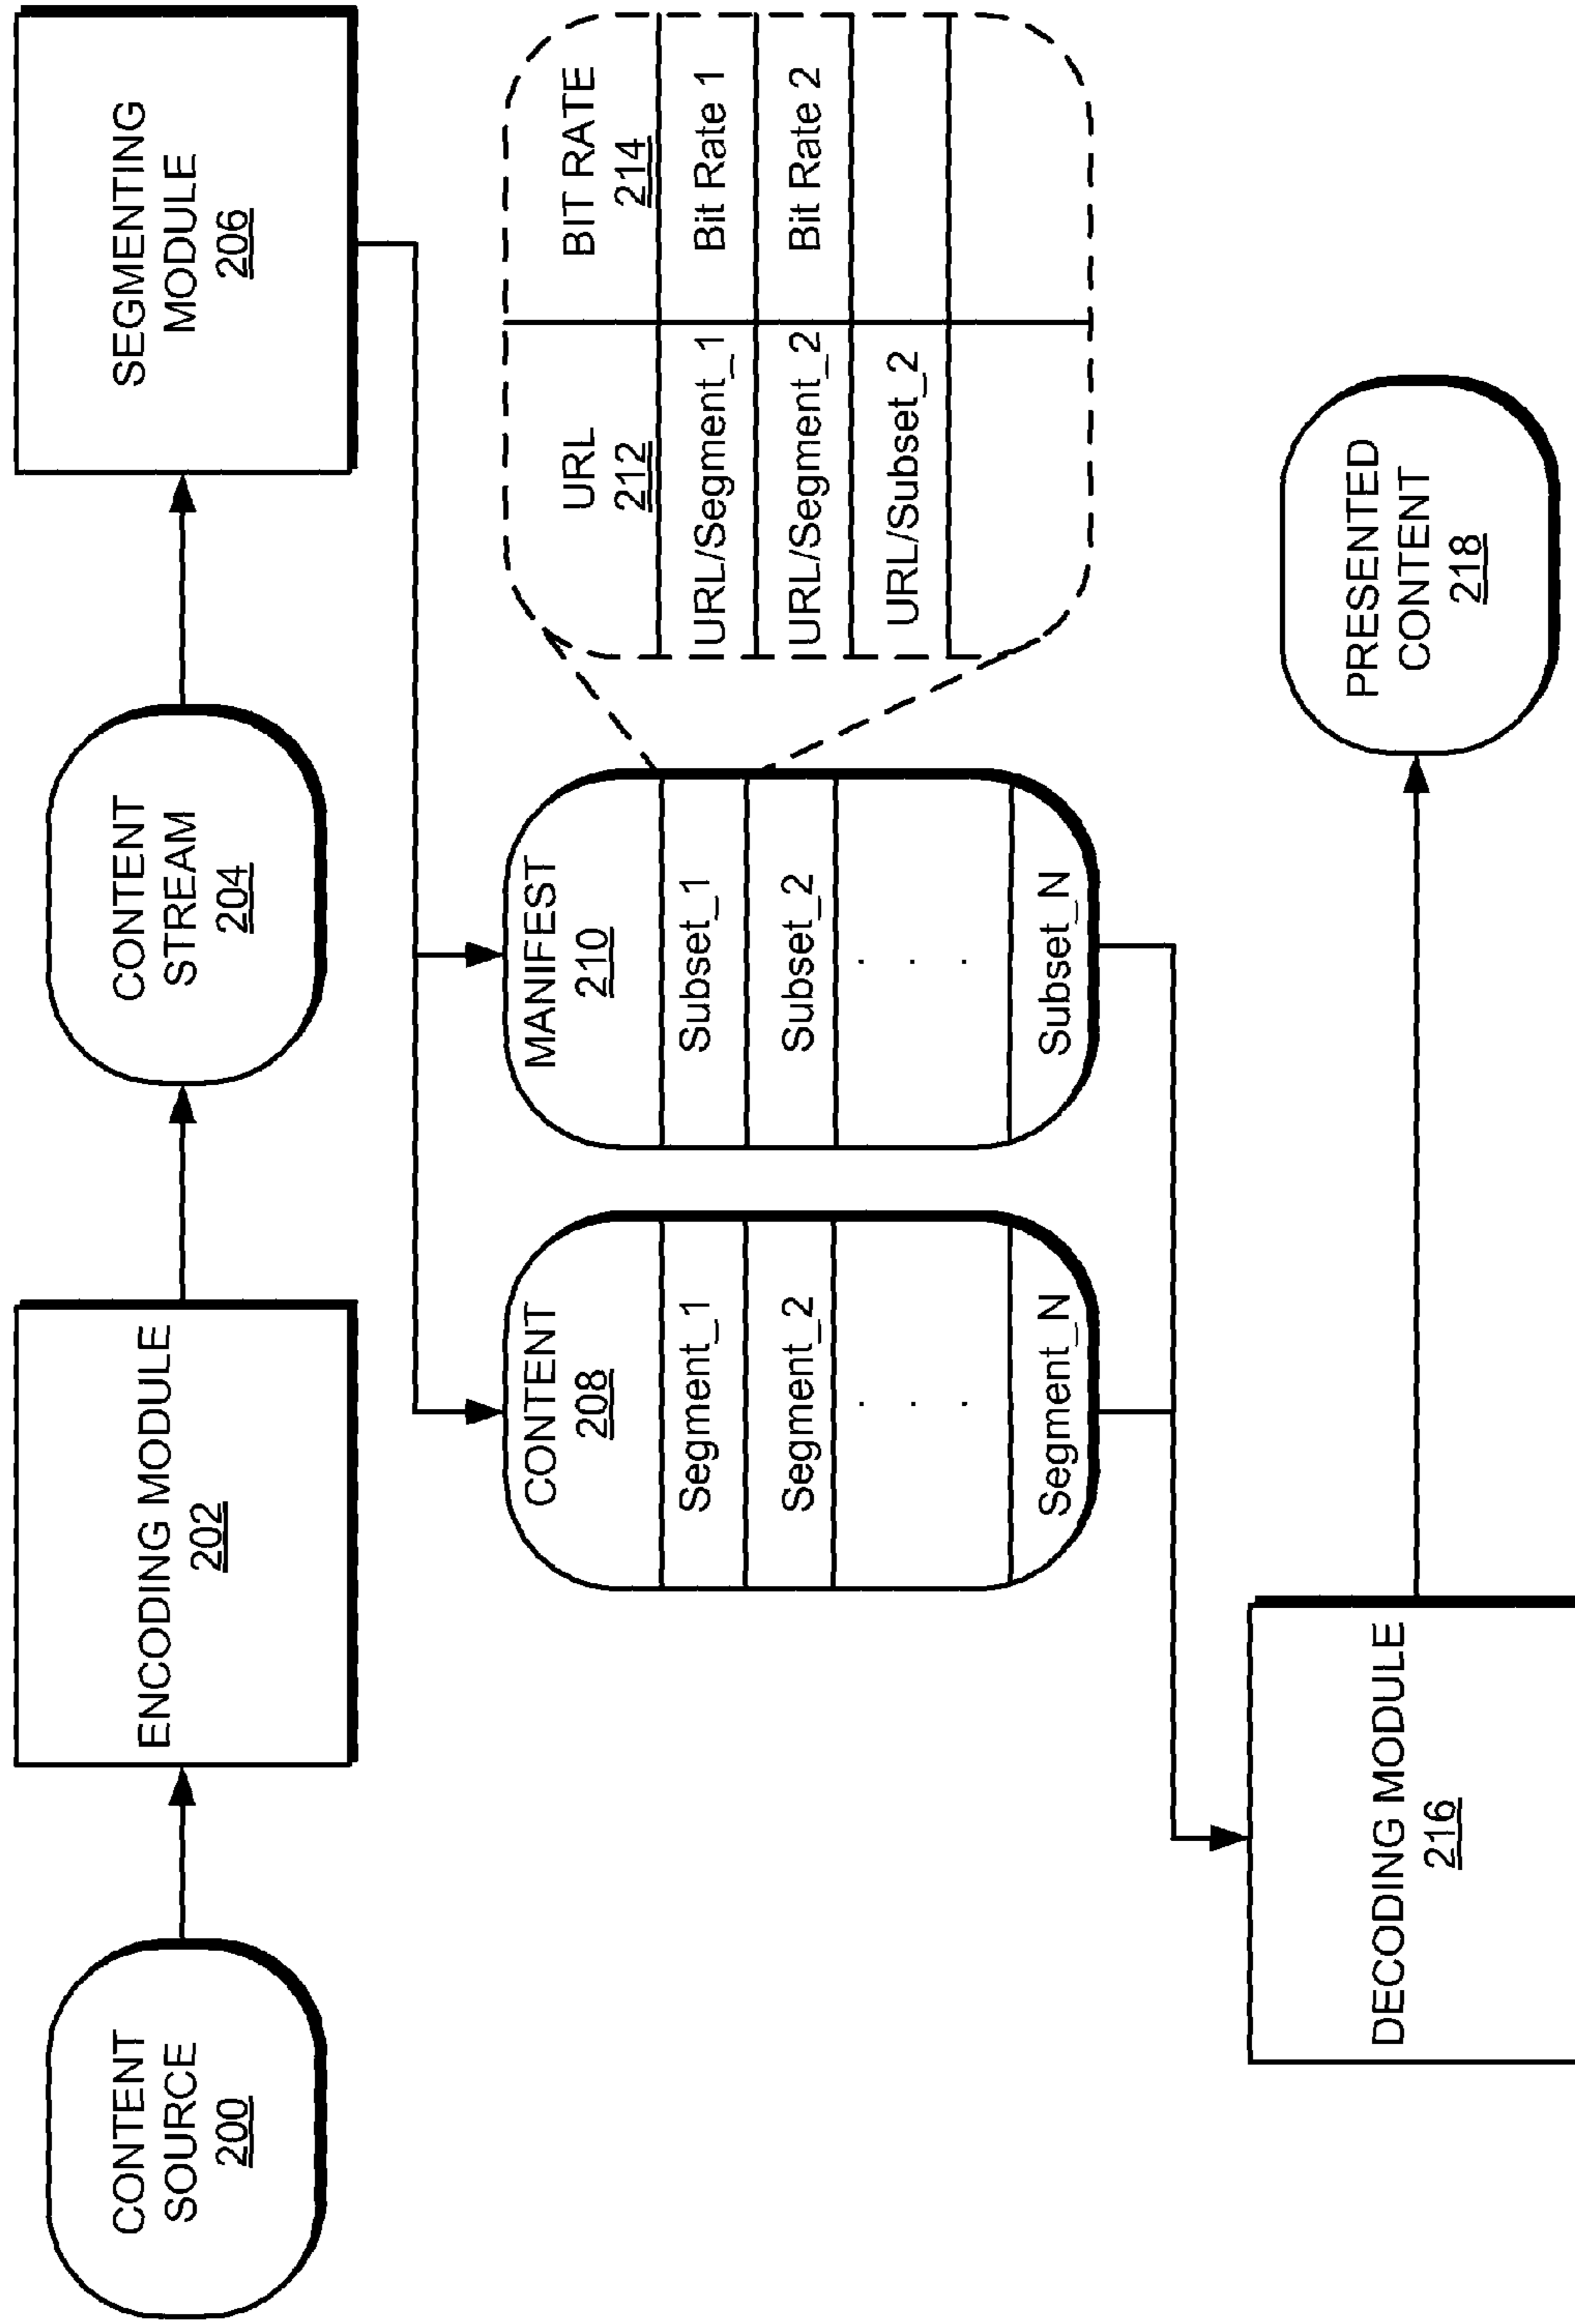 CONTENT
SOURCE
200
ENCODING MODULE
202
CONTENT
STREAM
204
SEGMENTING
MODULE
206
CONTENT
208
Segment_1
Segment_2
. . .
Segment_N
MANIFEST
210
Subset_1
Subset_2
. . .
Subset_N
URL
212
BIT RATE
214
URL/Segment_1
Bit Rate 1
URL/Segment_2
Bit Rate 2
URL/Subset_2
DECODING MODULE
216
PRESENTED
CONTENT
218